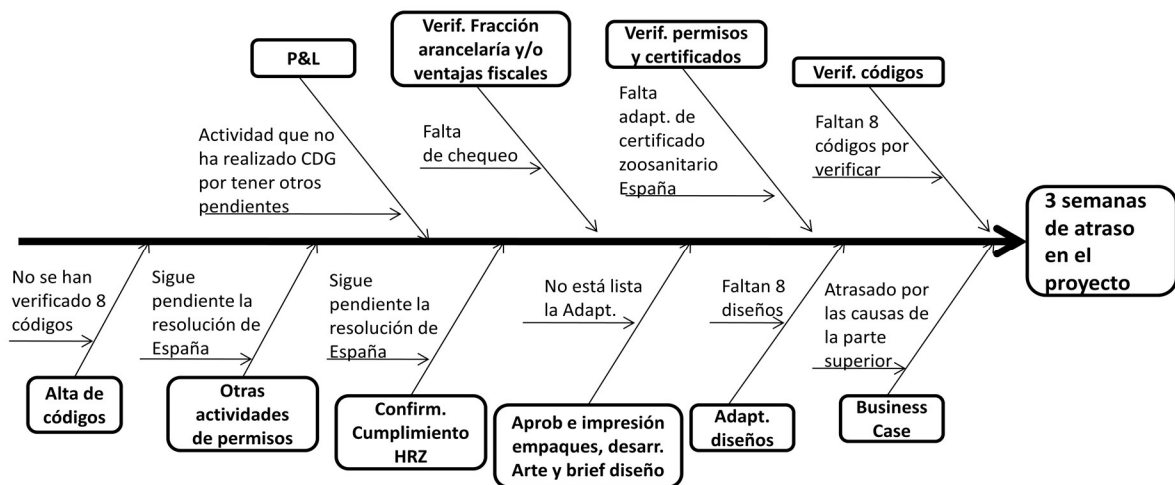 P&L
Actividad que no
ha realizado CDG
por tener otros
pendientes
Verif. Fracción
arancelaría y/o
ventajas fiscales
Falta
de chequeo
Verif. permisos
y certificados
Falta
adapt. de
certificado
zoosanitario
España
Verif. códigos
Faltan 8
códigos por
verificar
3 semanas
de atraso
en el
proyecto
No se han
verificado 8
códigos
Alta de
códigos
Sigue
pendiente la
resolución de
España
Otras
actividades
de permisos
Sigue
pendiente la
resolución de
España
Confirm.
Cumplimiento
HRZ
No está lista
la Adapt.
Aprob e impresión
empaques, desarr.
Arte y brief diseño
Faltan 8
diseños
Adapt.
diseños
Atrasado por
las causas de
la parte
superior
Business
Case